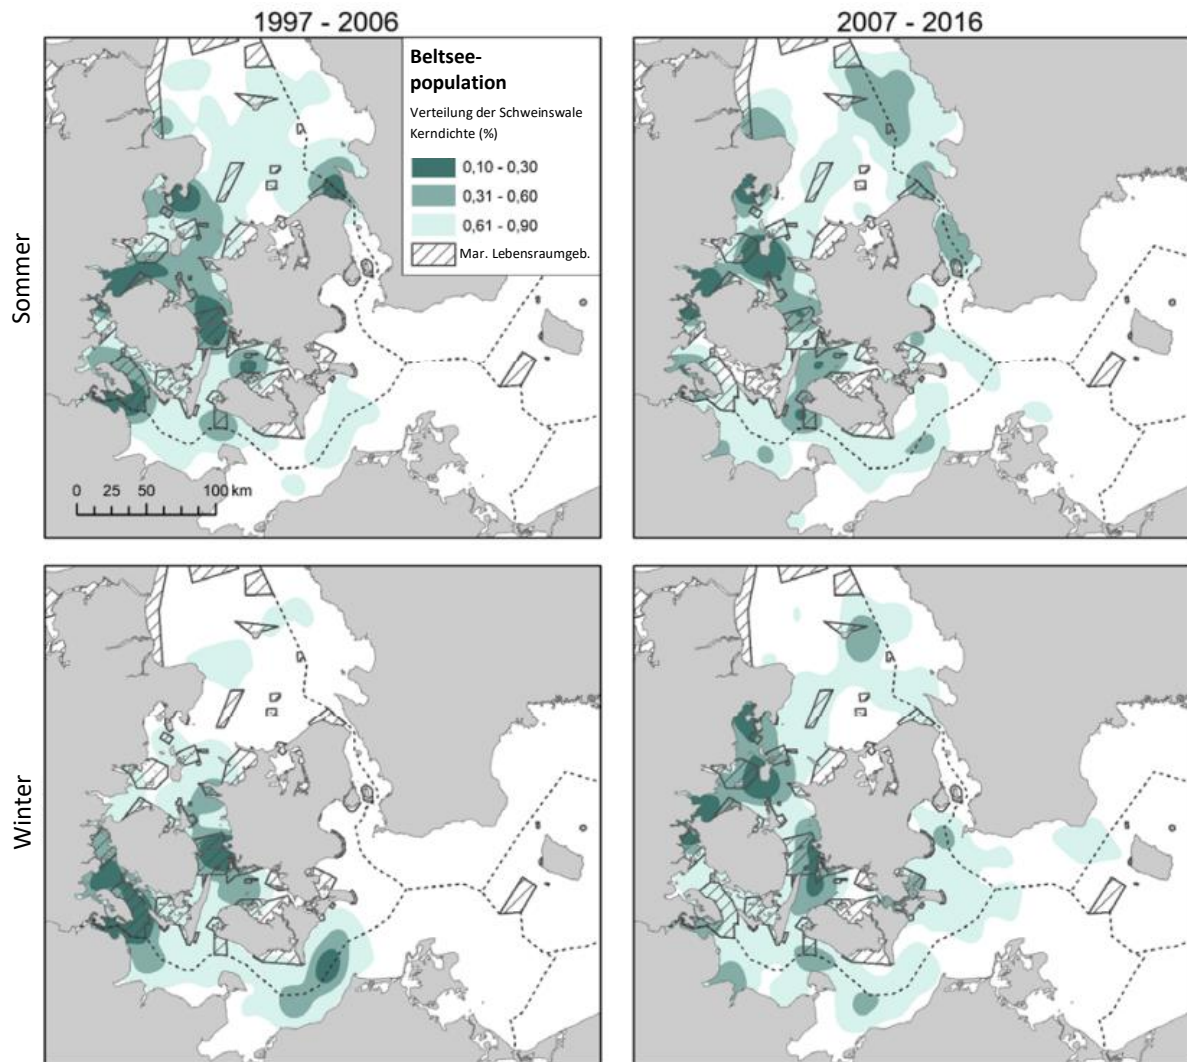 1997 - 2006
2007 - 2016
Beltsee-
population
Verteilung der Schweinswale
Kerndichte (%)
0,10 - 0,30
0,31 - 0,60
0,61 - 0,90
Mar. Lebensraumgeb.
Sommer
0 25 50 100 km
Winter